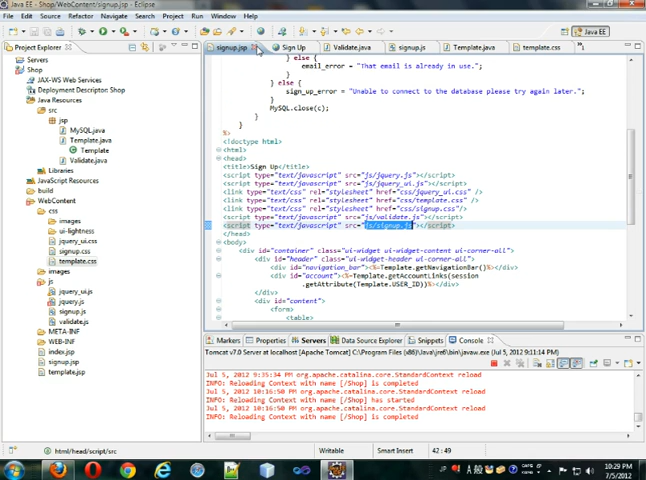 Java EE - Shop/WebContent/signup.jsp - Eclipse
File Edit Source Refactor Navigate Search Project Run Window Help
Java EE
Project Explorer
Servers
Shop
JAX-WS Web Services
Deployment Descriptor: Shop
Java Resources
src
jsp
MySQL.java
Template.java
Template
Validate.java
Libraries
JavaScript Resources
build
WebContent
css
images
ui-lightness
jquery_ui.css
signup.css
template.css
images
js
jquery_ui.js
jquery.js
signup.js
validate.js
META-INF
WEB-INF
index.jsp
signup.jsp
template.jsp
signup.jsp Sign Up Validate.java signup.js Template.java template.css
} else {
email_error = "That email is already in use.";
}
} else {
sign_up_error = "Unable to connect to the database please try again later.";
}
MySQL.close(c);
}
}
%>
<!doctype html>
<html>
<head>
<title>Sign Up</title>
<script type="text/javascript" src="js/jquery.js"></script>
<script type="text/javascript" src="js/jquery_ui.js"></script>
<link type="text/css" rel="stylesheet" href="css/jquery_ui.css" />
<link type="text/css" rel="stylesheet" href="css/template.css" />
<link type="text/css" rel="stylesheet" href="css/signup.css"/>
<script type="text/javascript" src="js/validate.js"></script>
<script type="text/javascript" src="js/signup.js"></script>
</head>
<body>
<div id="container" class="ui-widget ui-widget-content ui-corner-all">
<div id="header" class="ui-widget-header ui-corner-all">
<div id="navigation_bar"><%=Template.getNavigationBar()%></div>
<div id="account"><%=Template.getAccountLinks(session
.getAttribute(Template.USER_ID))%></div>
</div>
<div id="content">
<form>
<table>
Markers Properties Servers Data Source Explorer Snippets Console
Tomcat v7.0 Server at localhost [Apache Tomcat] C:\Program Files\Java\jre6\bin\javaw.exe (Jul 5, 2012 9:11:14 PM)
Jul 5, 2012 9:35:34 PM org.apache.catalina.core.StandardContext reload
INFO: Reloading Context with name [/Shop] is completed
Jul 5, 2012 10:16:50 PM org.apache.catalina.core.StandardContext reload
INFO: Reloading Context with name [/Shop] has started
Jul 5, 2012 10:16:50 PM org.apache.catalina.core.StandardContext reload
INFO: Reloading Context with name [/Shop] is completed
html/head/script/src Writable Smart Insert 42 : 49
JP
10:29 PM
7/5/2012